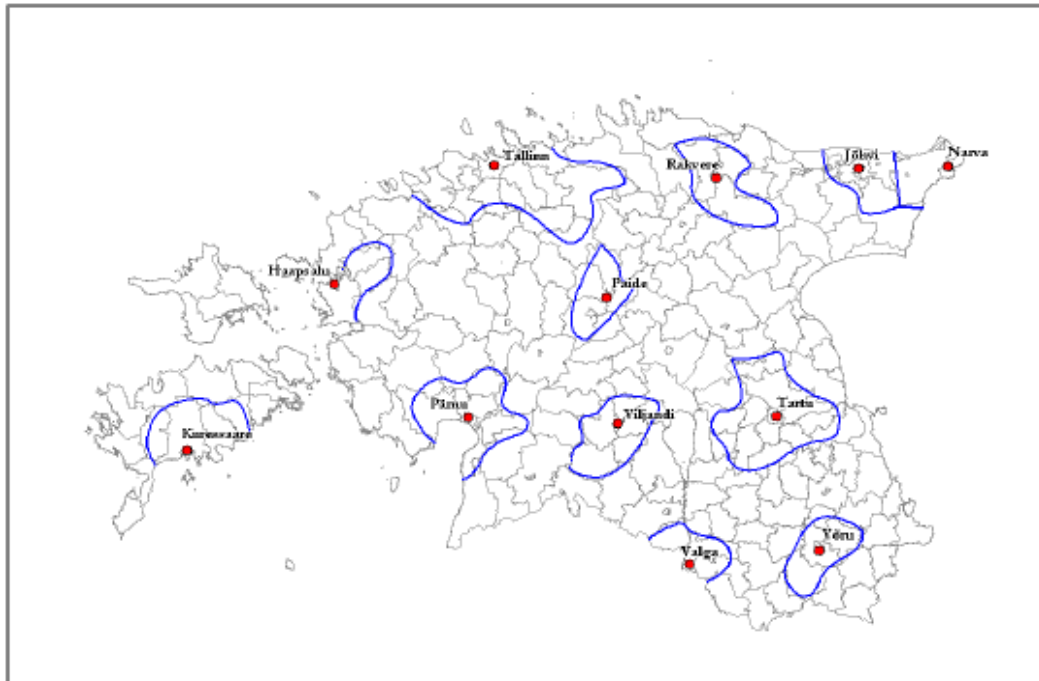 Tallinn
Rakvere
Jõhvi
Narva
Haapsalu
Paide
Pärnu
Viljandi
Tartu
Kuressaare
Valga
Võru